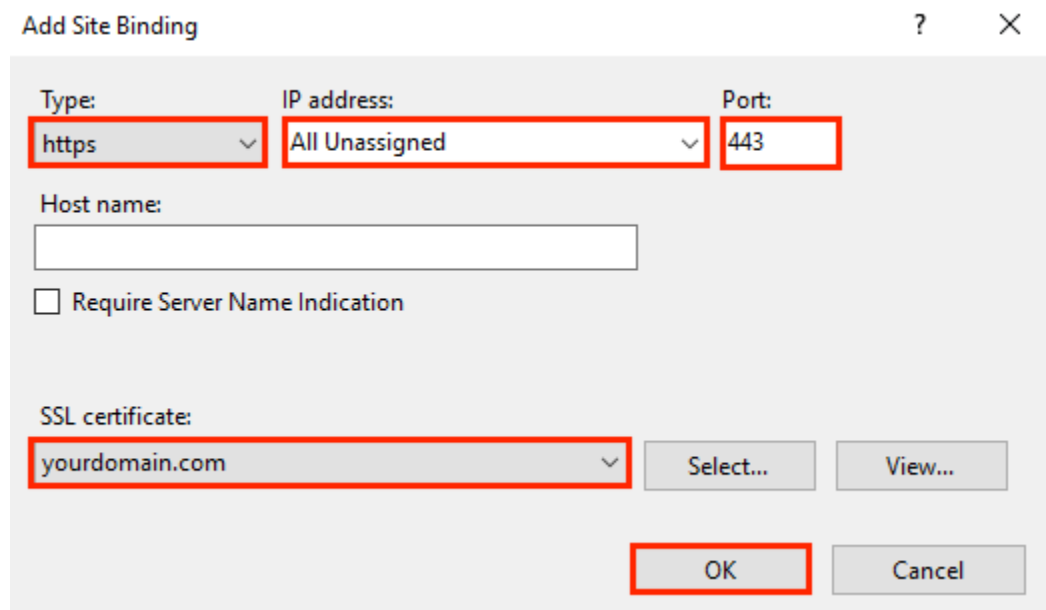 Add Site Binding ?
Type: IP address: Port:
https All Unassigned 443
Host name:
Require Server Name Indication
SSL certificate:
yourdomain.com Select... View...
OK Cancel